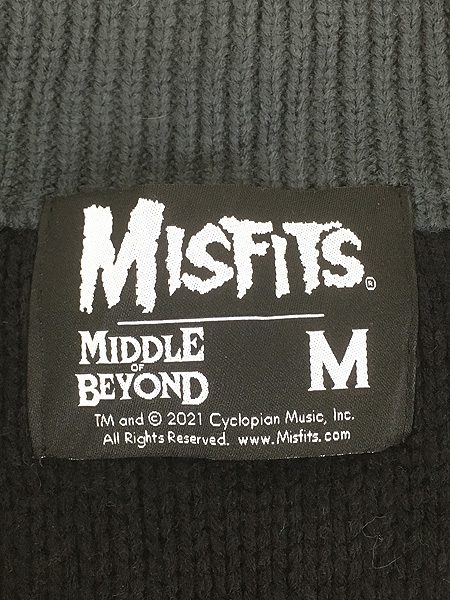 MISFITS®
MIDDLE
OF
BEYOND
M
TM and © 2021 Cyclopian Music, Inc.
All Rights Reserved. www.Misfits.com